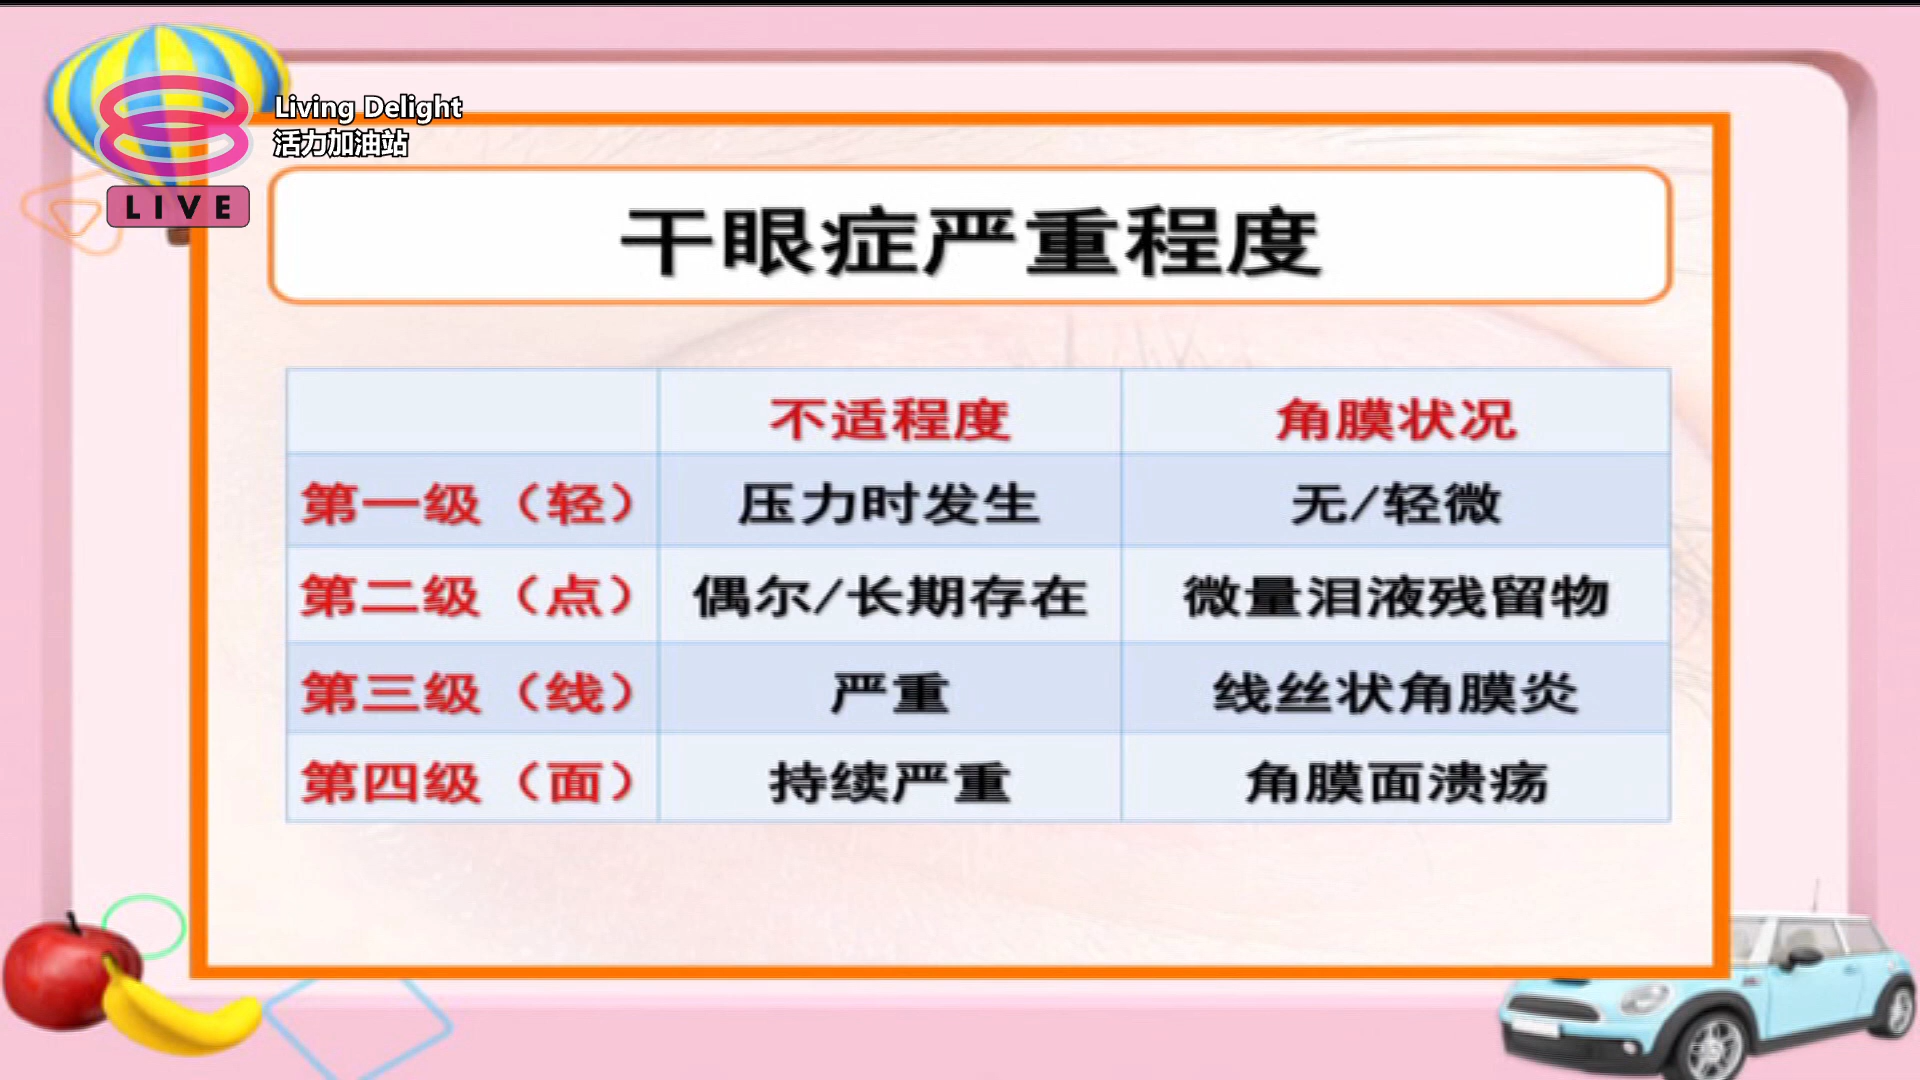 Living Delight
活力加油站
LIVE
干眼症严重程度
不适程度 角膜状况
第一级（轻） 压力时发生 无/轻微
第二级（点） 偶尔/长期存在 微量泪液残留物
第三级（线） 严重 线丝状角膜炎
第四级（面） 持续严重 角膜面溃疡